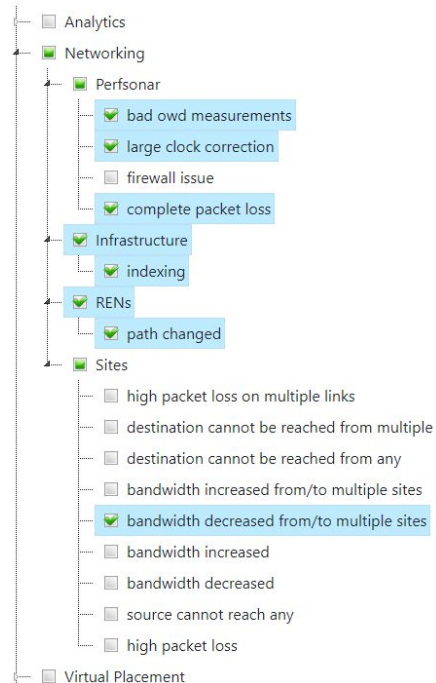 Analytics
Networking
Perfsonar
bad owd measurements
large clock correction
firewall issue
complete packet loss
Infrastructure
indexing
RENs
path changed
Sites
high packet loss on multiple links
destination cannot be reached from multiple
destination cannot be reached from any
bandwidth increased from/to multiple sites
bandwidth decreased from/to multiple sites
bandwidth increased
bandwidth decreased
source cannot reach any
high packet loss
Virtual Placement